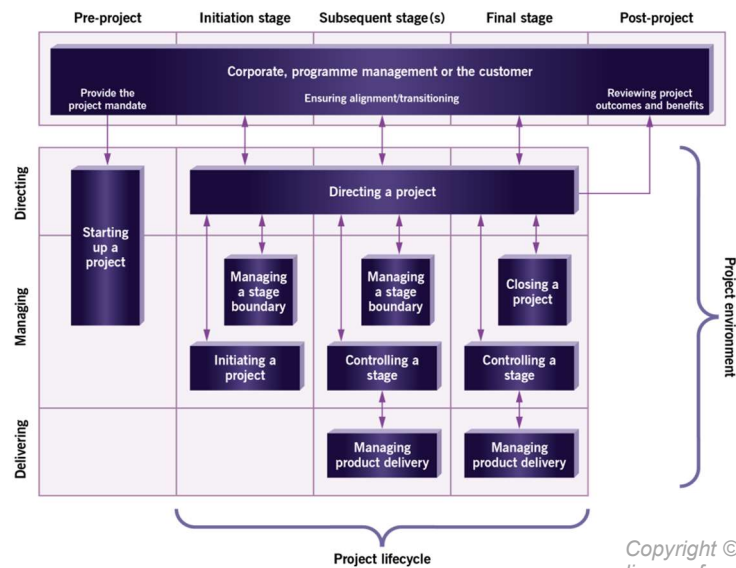 Pre-project
Initiation stage
Subsequent stage(s)
Final stage
Post-project
Corporate, programme management or the customer
Provide the
project mandate
Ensuring alignment/transitioning
Reviewing project
outcomes and benefits
Directing
Directing a project
Starting
up a
project
Managing
Managing
a stage
boundary
Managing
a stage
boundary
Closing
a project
Initiating a
project
Controlling a
stage
Controlling a
stage
Delivering
Managing
product delivery
Managing
product delivery
Project environment
Project lifecycle
Copyright ©